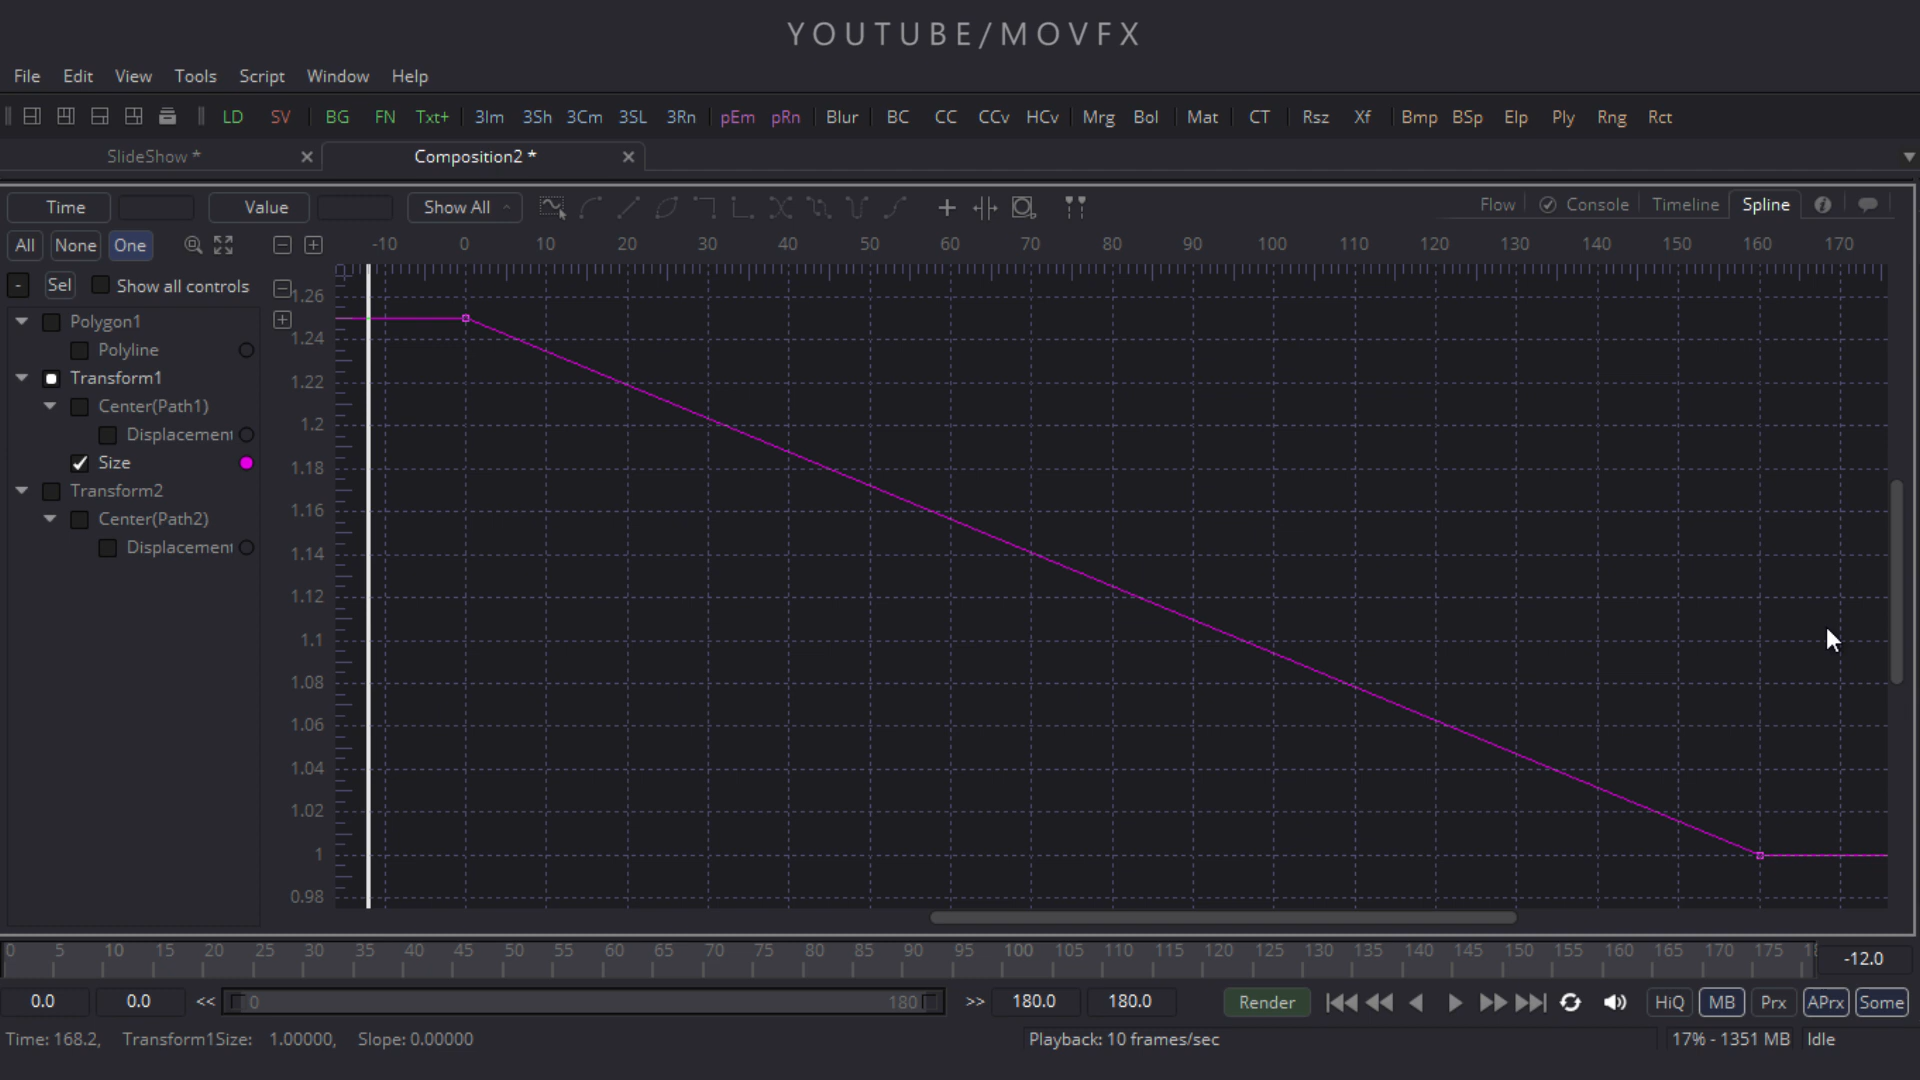 YOUTUBE/MOVFX
File Edit View Tools Script Window Help
LD SV BG FN Txt+ 3Im 3Sh 3Cm 3SL 3Rn pEm pRn Blur BC CC CCv HCv Mrg Bol Mat CT Rsz Xf Bmp BSp Elp Ply Rng Rct
SlideShow * Composition2 *
Time Value Show All Flow Console Timeline Spline
All None One -10 0 10 20 30 40 50 60 70 80 90 100 110 120 130 140 150 160 170
- Sel Show all controls
1.26
Polygon1
1.24
Polyline
Transform1
1.22
Center(Path1)
1.2
Displacement
Size
1.18
Transform2
1.16
Center(Path2)
Displacement
1.14
1.12
1.1
1.08
1.06
1.04
1.02
1
0.98
0 5 10 15 20 25 30 35 40 45 50 55 60 65 70 75 80 85 90 95 100 105 110 115 120 125 130 135 140 145 150 155 160 165 170 175 -12.0
0.0 0.0 << 0 180 >> 180.0 180.0 Render HiQ MB Prx APrx Some
Time: 168.2, Transform1Size: 1.00000, Slope: 0.00000 Playback: 10 frames/sec 17% - 1351 MB Idle